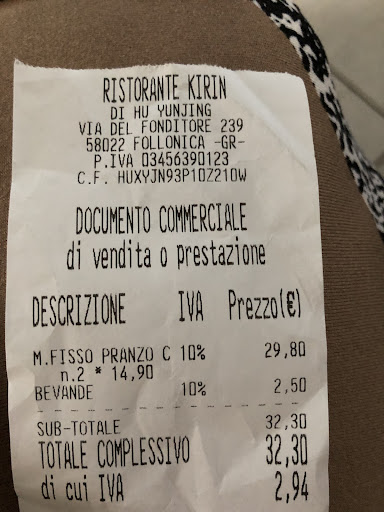 RISTORANTE KIRIN
DI HU YUNJING
VIA DEL FONDITORE 239
58022 FOLLONICA -GR-
P.IVA 03456390123
C.F. HUXYJN93P10Z210W
DOCUMENTO COMMERCIALE
di vendita o prestazione
DESCRIZIONE IVA Prezzo(€)
M.FISSO PRANZO C 10% 29,80
n.2 * 14,90
BEVANDE 10% 2,50
SUB-TOTALE 32,30
TOTALE COMPLESSIVO 32,30
di cui IVA 2,94